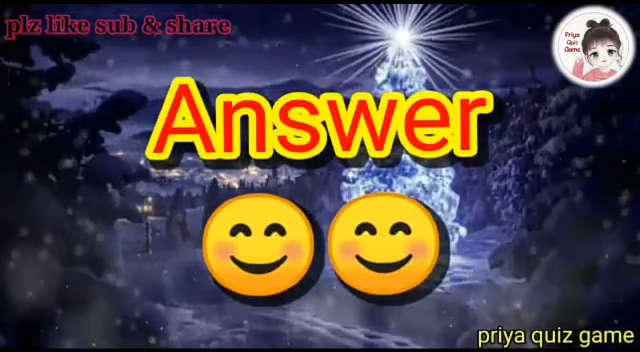 plz like sub & share
Priya
Quiz
Game
Answer
priya quiz game